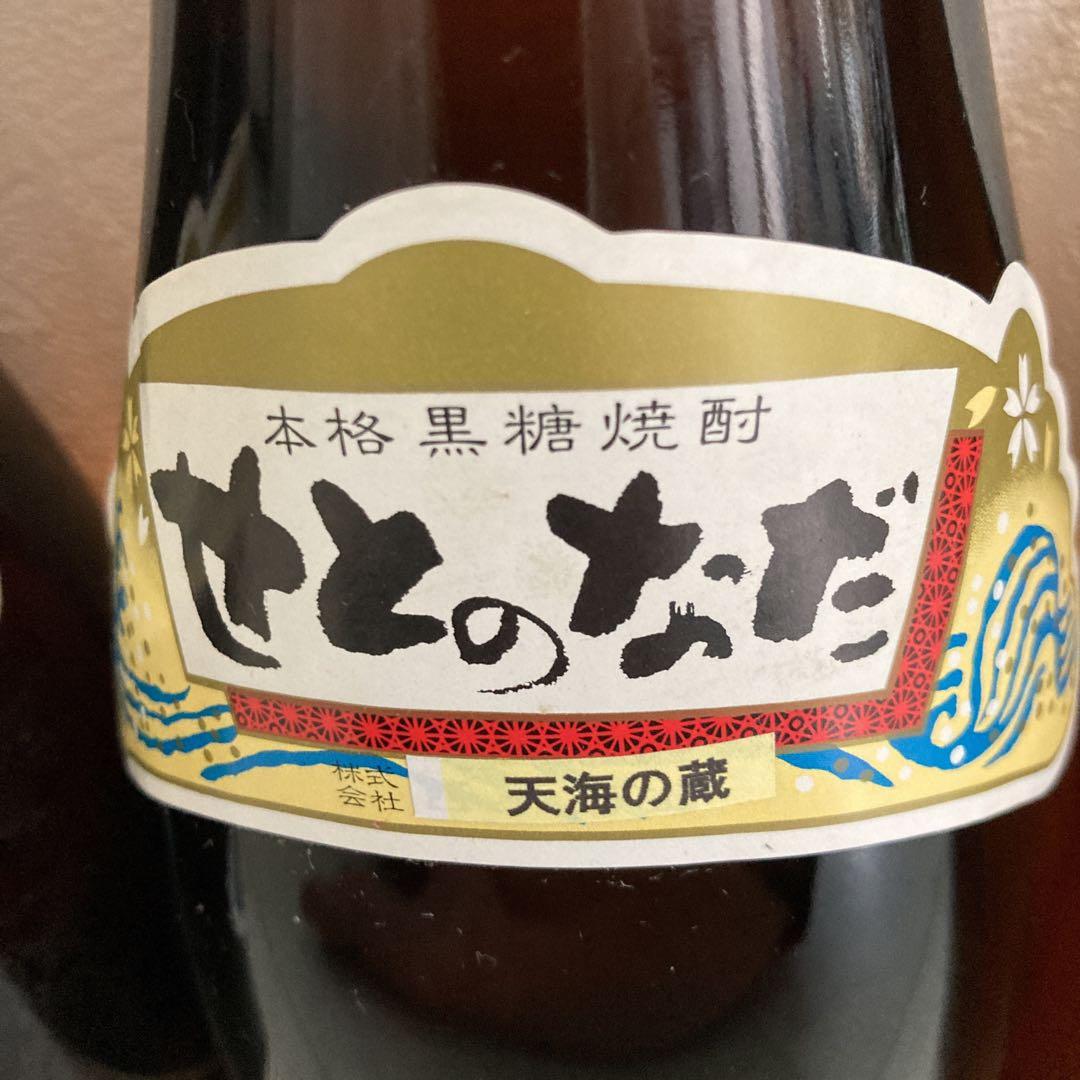 本格黒糖焼酎
せとのなだ
株式会社 天海の蔵